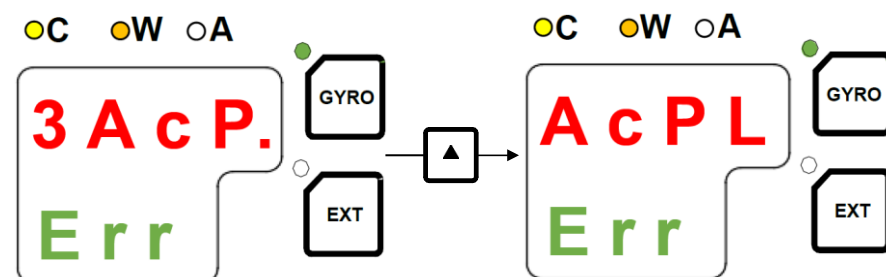 C W A
GYRO
3 A c P.
EXT
E r r
C W A
GYRO
A c P L
EXT
E r r